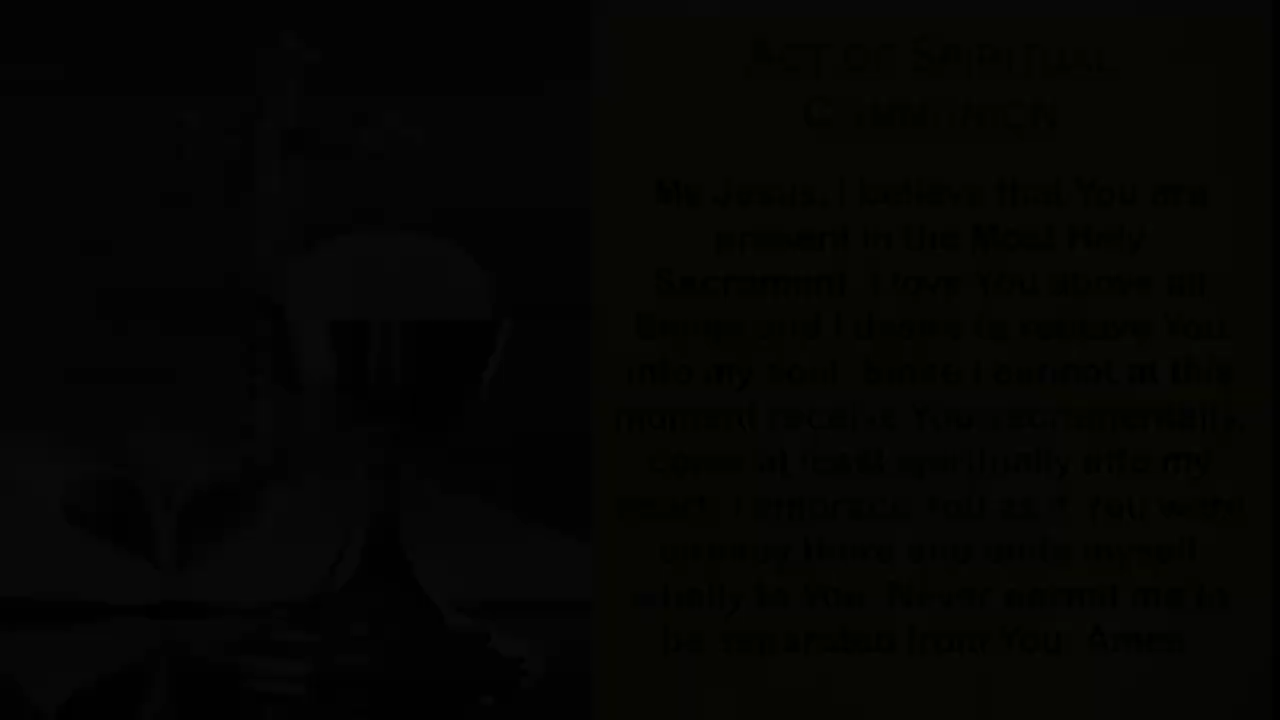 ACT OF SPIRITUAL
COMMUNION
My Jesus, I believe that You are
present in the Most Holy
Sacrament. I love You above all
things and I desire to receive You
into my soul. Since I cannot at this
moment receive You sacramentally,
come at least spiritually into my
heart. I embrace You as if You were
already there and unite myself
wholly to You. Never permit me to
be separated from You. Amen.